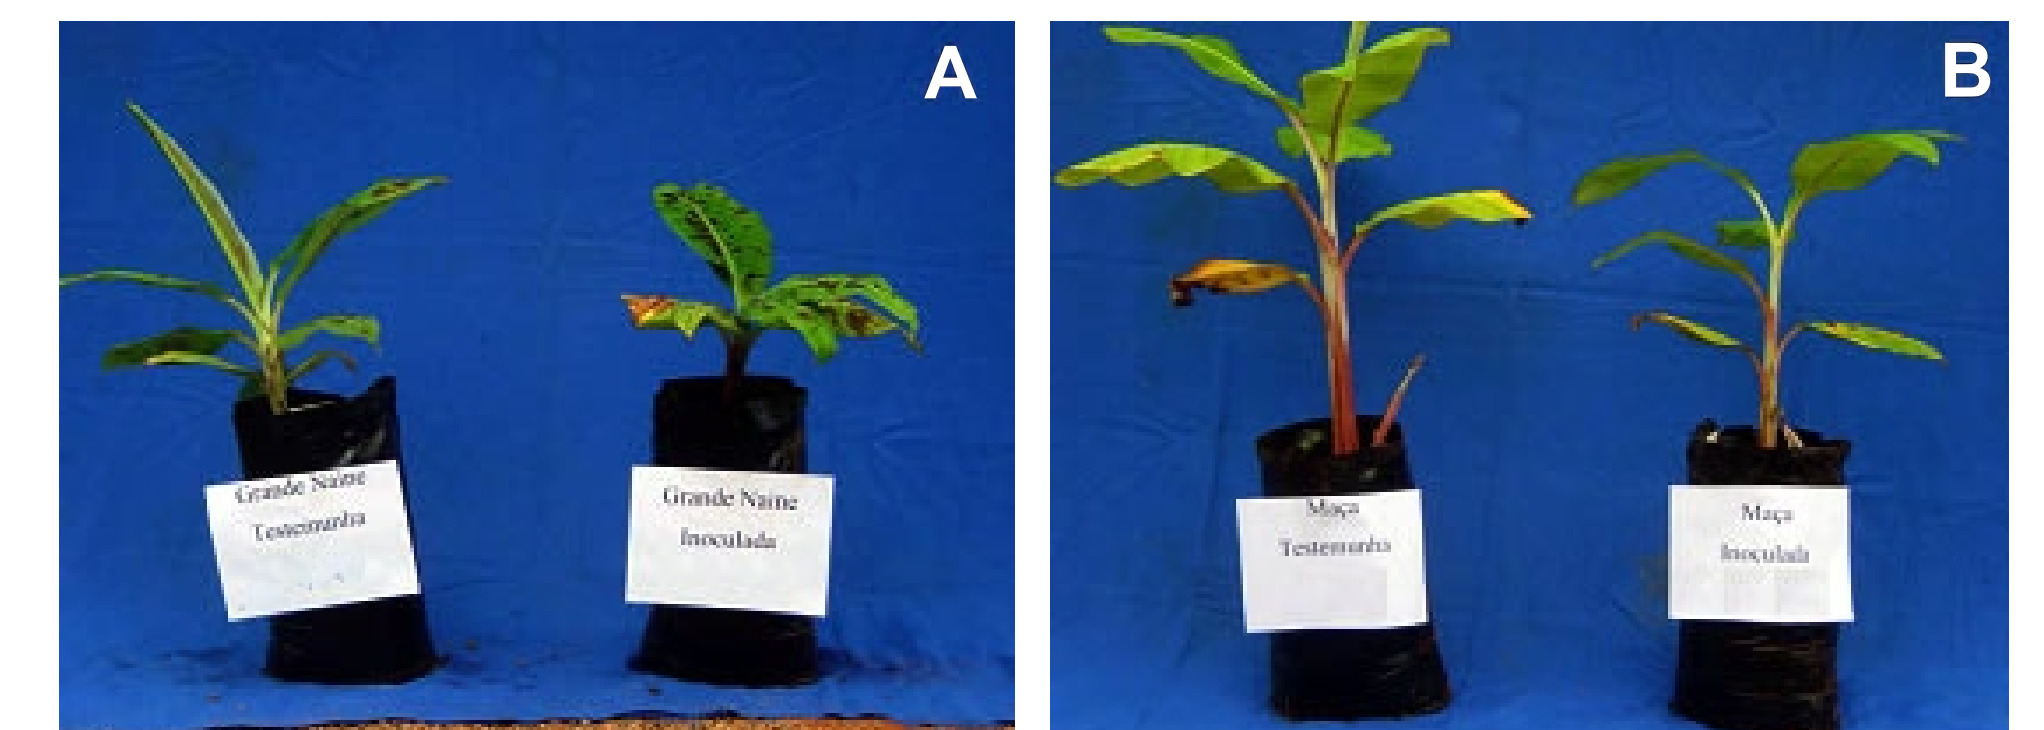 A
Grande Naine
Testemunha
Grande Naine
Inoculada
B
Maça
Testemunha
Maça
Inoculada